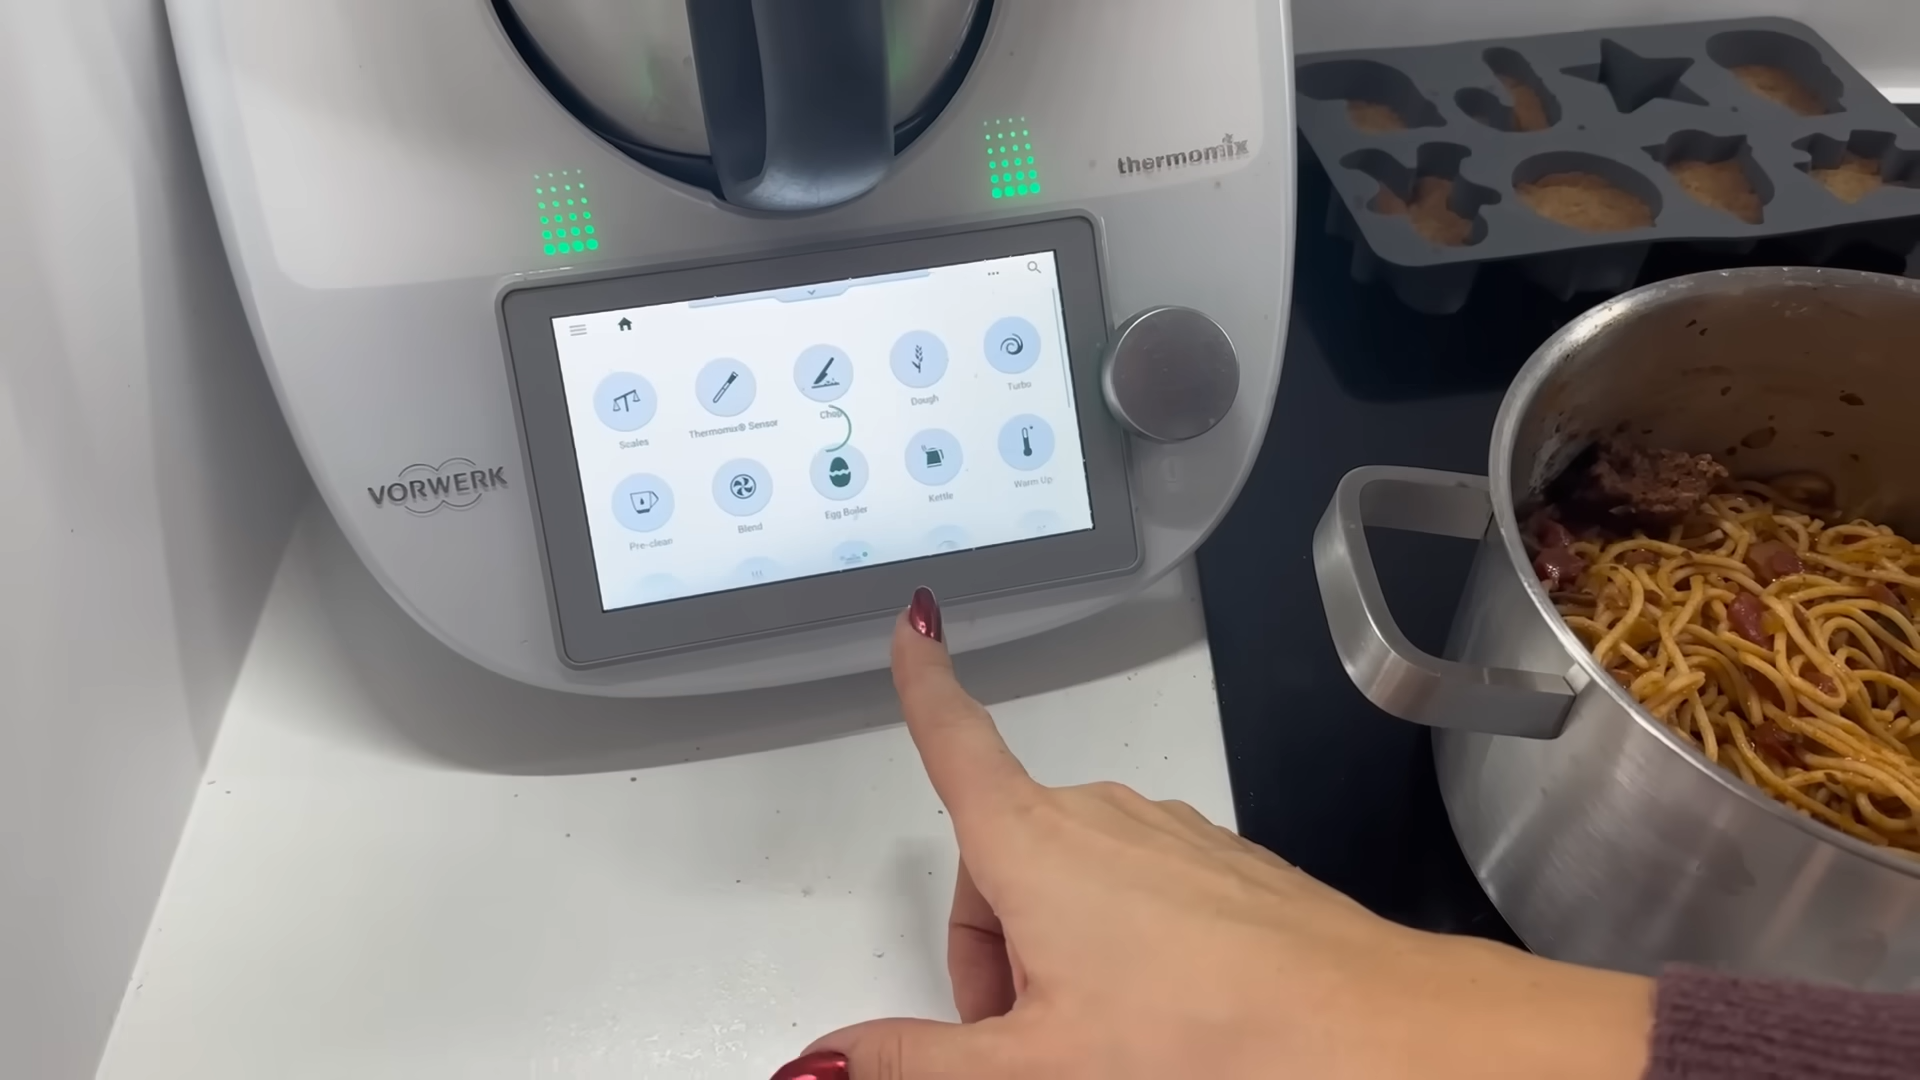 thermomix
VORWERK
Scales
Thermomix® Sensor
Chop
Dough
Turbo
Pre-clean
Blend
Egg Boiler
Kettle
Warm Up